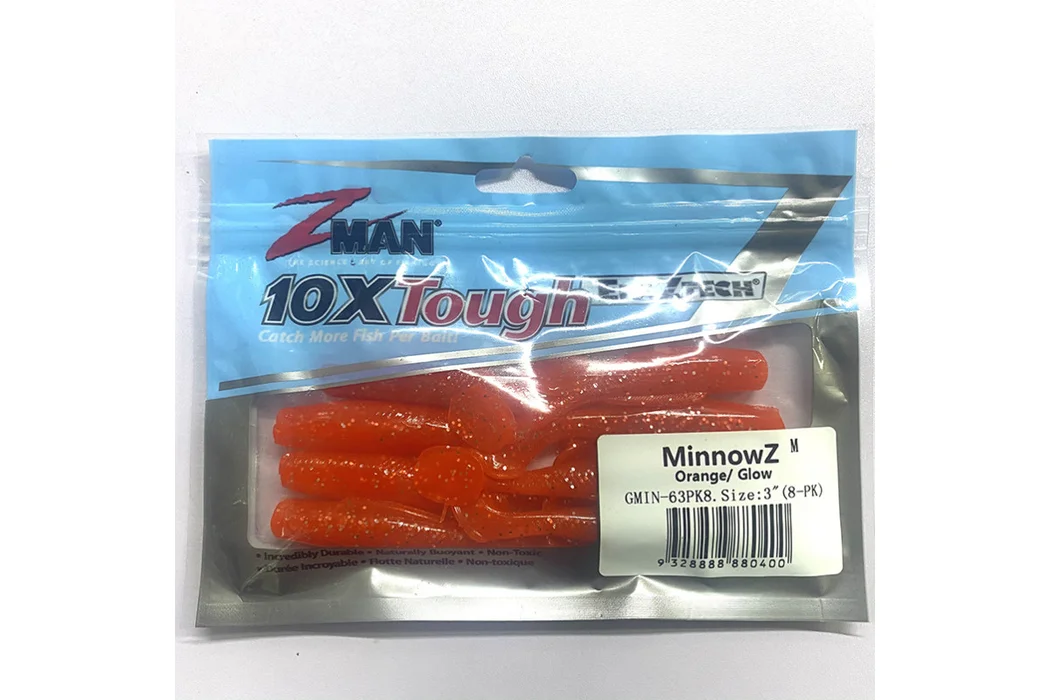 ZMAN®
10X Tough ELAZTECH®
Catch More Fish Per Bait!
MinnowZ M
Orange/ Glow
GMIN-63PK8. Size:3″(8-PK)
9 328888 880400
• Incredibly Durable • Naturally Buoyant • Non-Toxic
• Durée Incroyable • Flotte Naturelle • Non-toxique